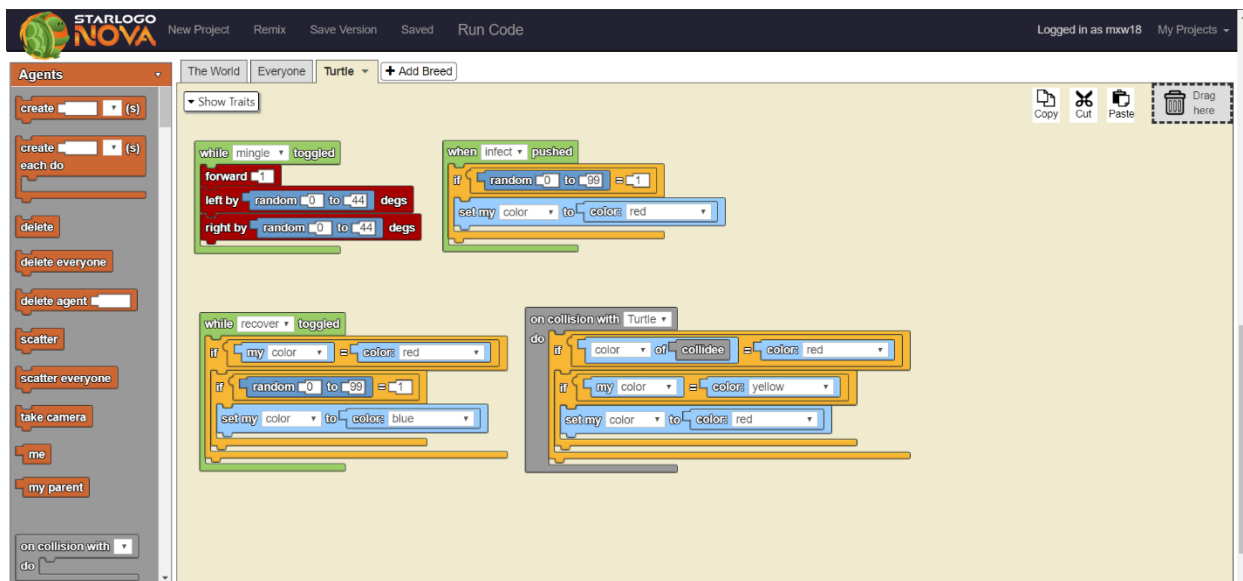 STARLOGO
NOVA
New Project Remix Save Version Saved Run Code
Logged in as mxw18 My Projects
Agents
The World Everyone Turtle + Add Breed
Show Traits
Copy Cut Paste Drag here
create (s)
create (s)
each do
delete
delete everyone
delete agent
scatter
scatter everyone
take camera
me
my parent
on collision with
do
while mingle toggled
forward 1
left by random 0 to 44 degs
right by random 0 to 44 degs
when infect pushed
if random 0 to 99 = 1
set my color to color: red
while recover toggled
if my color = color: red
if random 0 to 99 = 1
set my color to color: blue
on collision with Turtle
do if color of collidee = color: red
if my color = color: yellow
set my color to color: red